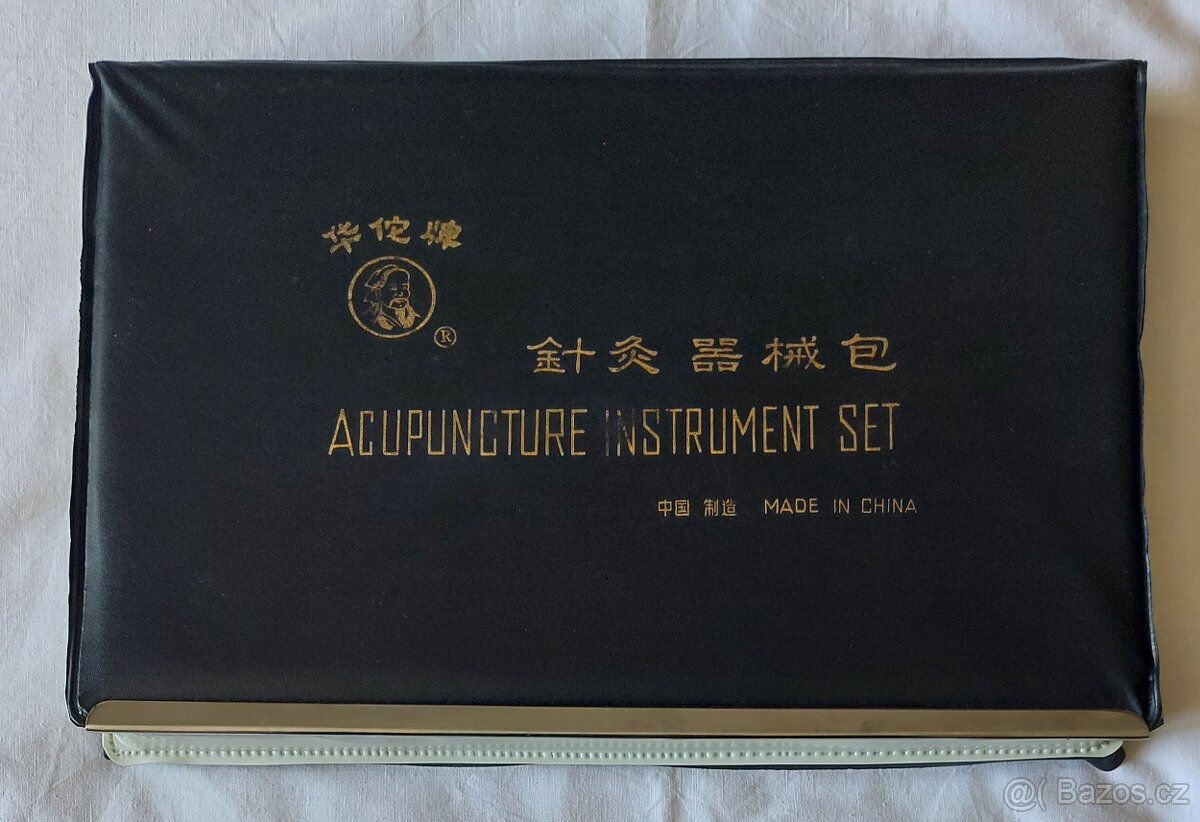 华佗牌
®
針灸器械包
ACUPUNCTURE INSTRUMENT SET
中国 制造 MADE IN CHINA
@( Bazos.cz